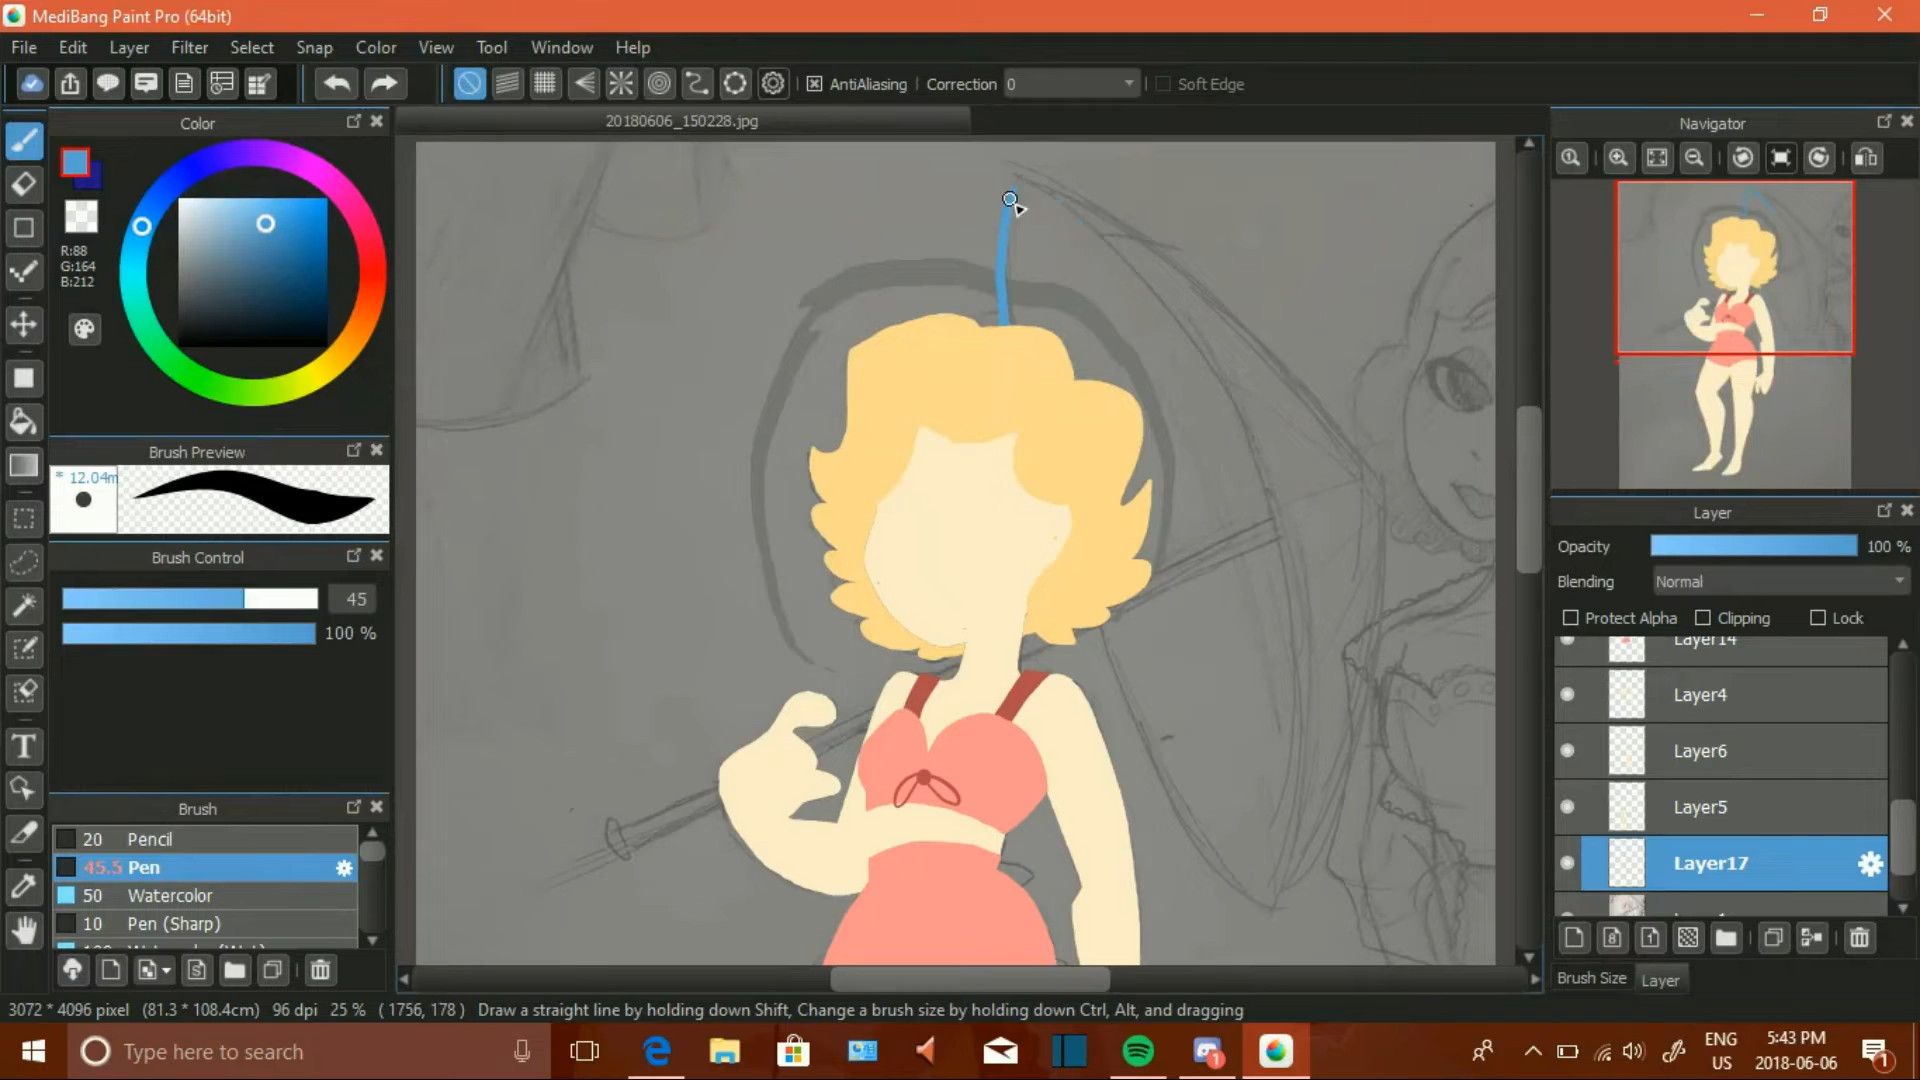 MediBang Paint Pro (64bit)
File Edit Layer Filter Select Snap Color View Tool Window Help
AntiAliasing Correction 0 Soft Edge
Color
20180606_150228.jpg
Navigator
R:88
G:164
B:212
Brush Preview
* 12.04m
Brush Control
45
100 %
Layer
Opacity 100 %
Blending Normal
Protect Alpha Clipping Lock
Layer14
Layer4
Layer6
Layer5
Layer17
Brush
20 Pencil
45.5 Pen
50 Watercolor
10 Pen (Sharp)
Brush Size Layer
3072 * 4096 pixel (81.3 * 108.4cm) 96 dpi 25 % ( 1756, 178 ) Draw a straight line by holding down Shift, Change a brush size by holding down Ctrl, Alt, and dragging
Type here to search
ENG
US
5:43 PM
2018-06-06
1
1